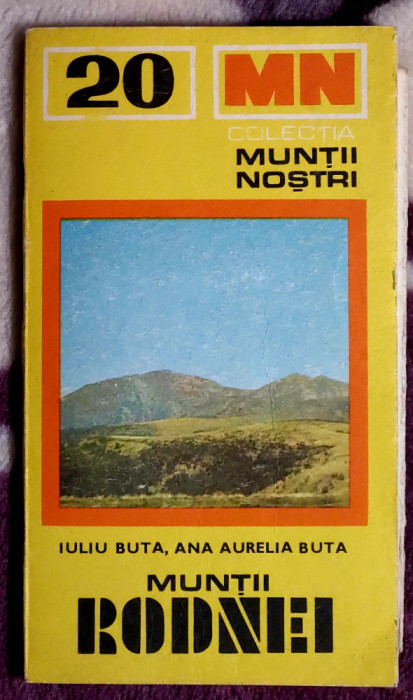 20 MN
COLECȚIA
MUNȚII
NOȘTRI
IULIU BUTA, ANA AURELIA BUTA
MUNȚII
RODNEI